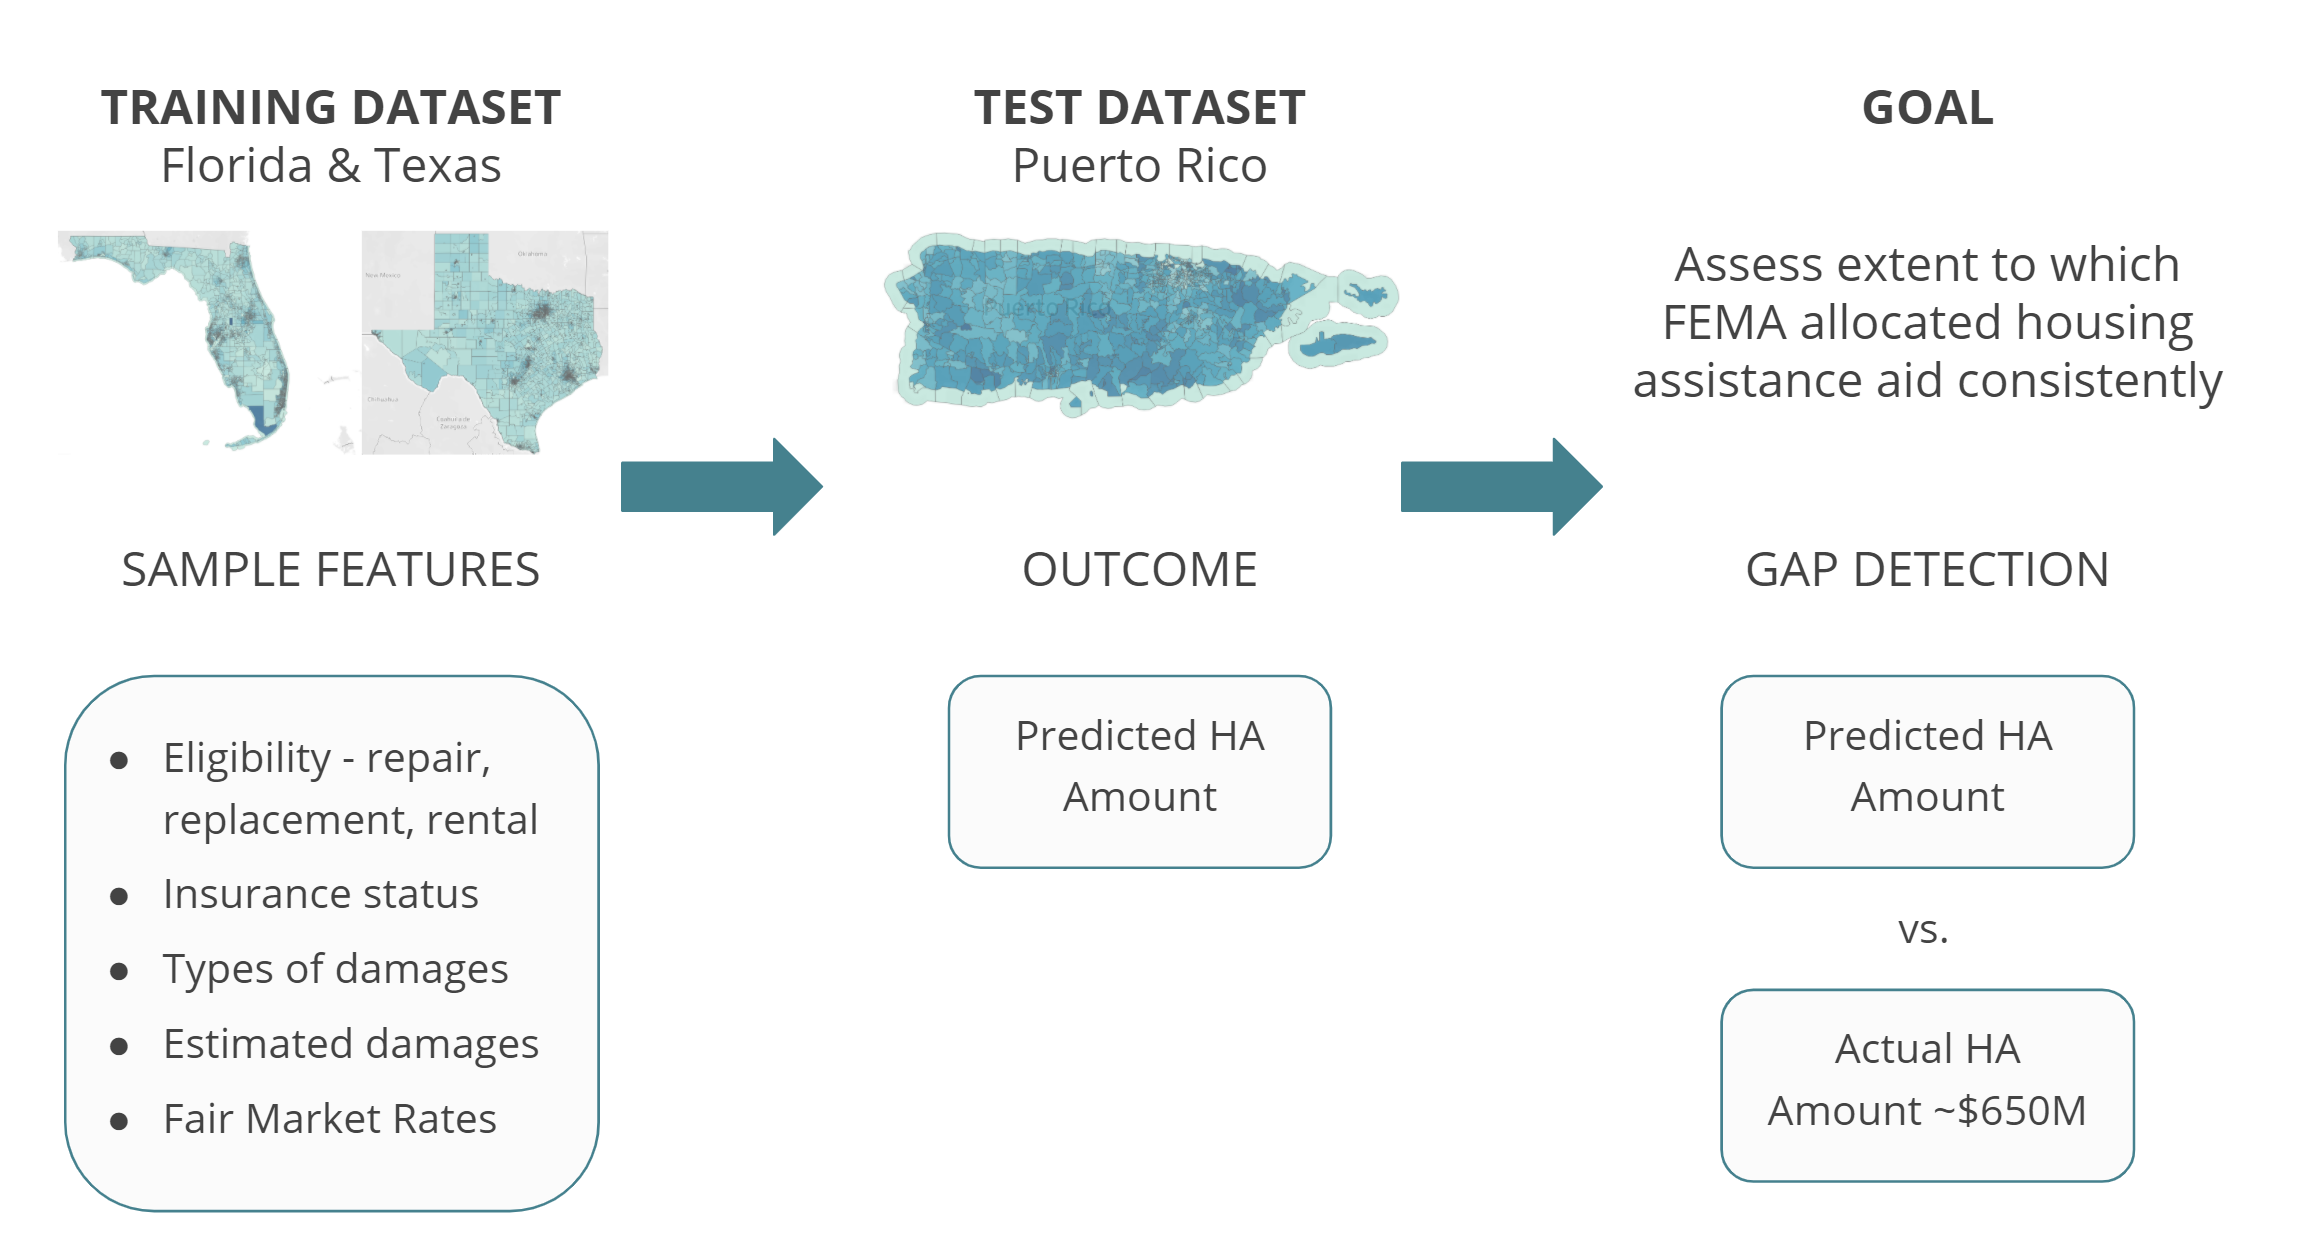 TRAINING DATASET
Florida & Texas
New Mexico
Oklahoma
Chihuahua
Coahuila de
Zaragoza
SAMPLE FEATURES
● Eligibility - repair,
replacement, rental
● Insurance status
● Types of damages
● Estimated damages
● Fair Market Rates
TEST DATASET
Puerto Rico
Puerto Rico
OUTCOME
Predicted HA
Amount
GOAL
Assess extent to which
FEMA allocated housing
assistance aid consistently
GAP DETECTION
Predicted HA
Amount
vs.
Actual HA
Amount ~$650M